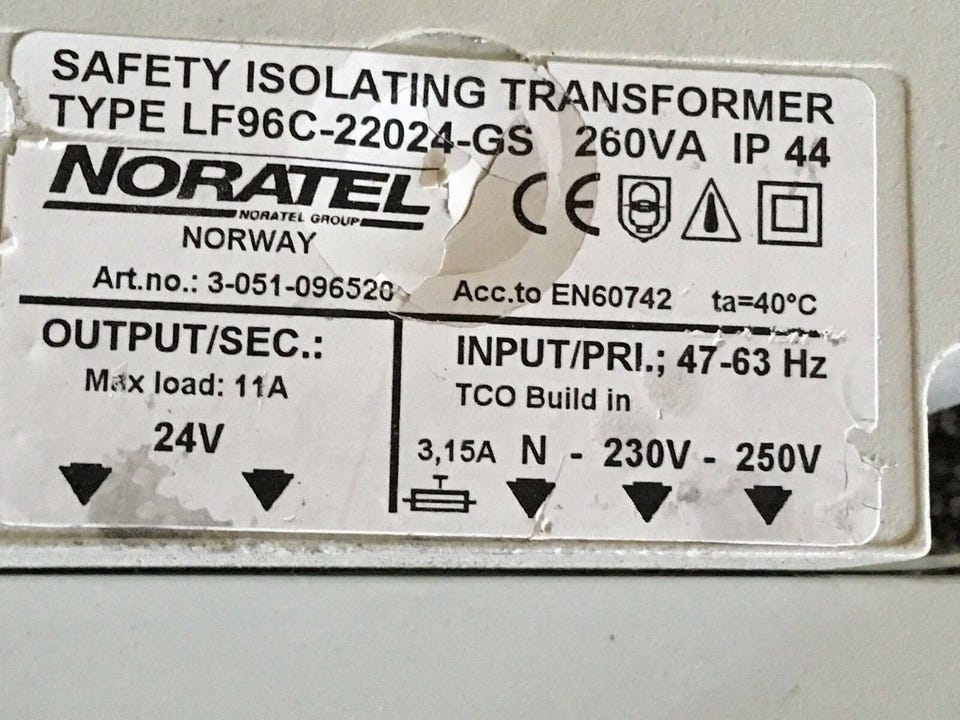 SAFETY ISOLATING TRANSFORMER
TYPE LF96C-22024-GS 260VA IP 44
NORATEL
NORATEL GROUP
NORWAY
CE
Art.no.: 3-051-096520 Acc.to EN60742 ta=40°C
OUTPUT/SEC.:
Max load: 11A
24V
INPUT/PRI.; 47-63 Hz
TCO Build in
3,15A N - 230V - 250V
T